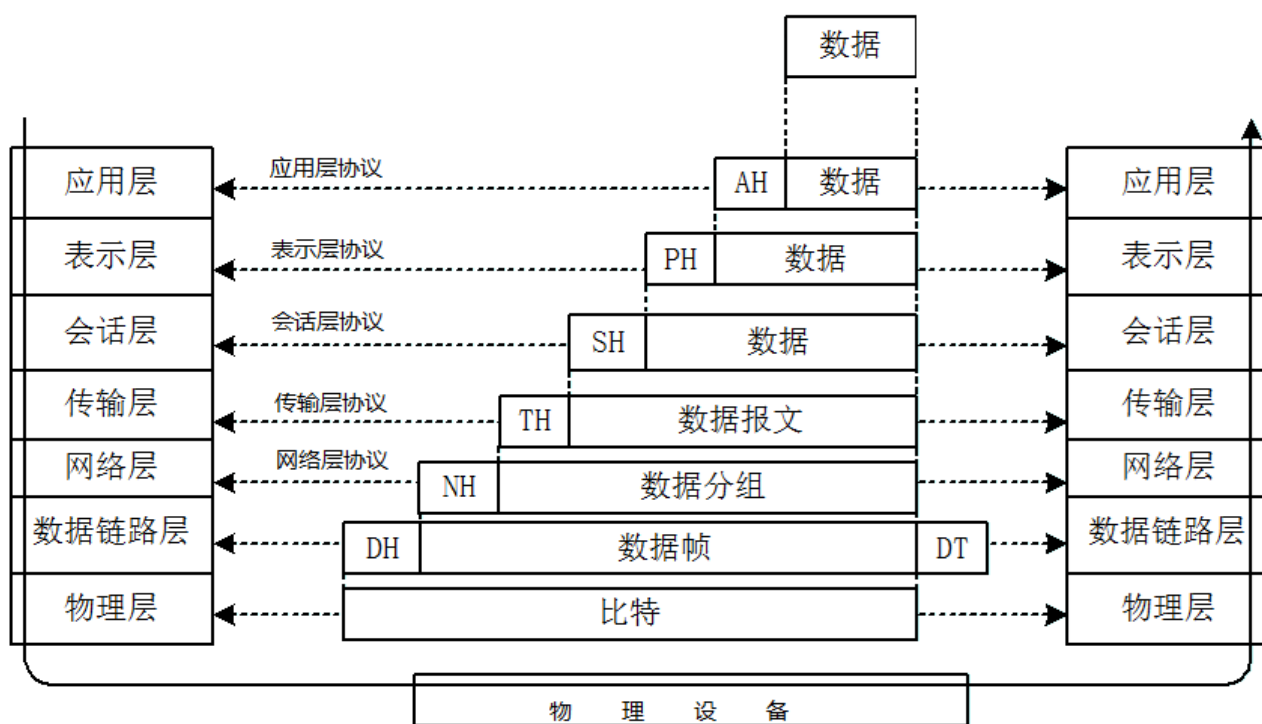 数据
应用层 应用层协议 AH 数据 应用层
表示层 表示层协议 PH 数据 表示层
会话层 会话层协议 SH 数据 会话层
传输层 传输层协议 TH 数据报文 传输层
网络层 网络层协议 NH 数据分组 网络层
数据链路层 DH 数据帧 DT 数据链路层
物理层 比特 物理层
物理设备